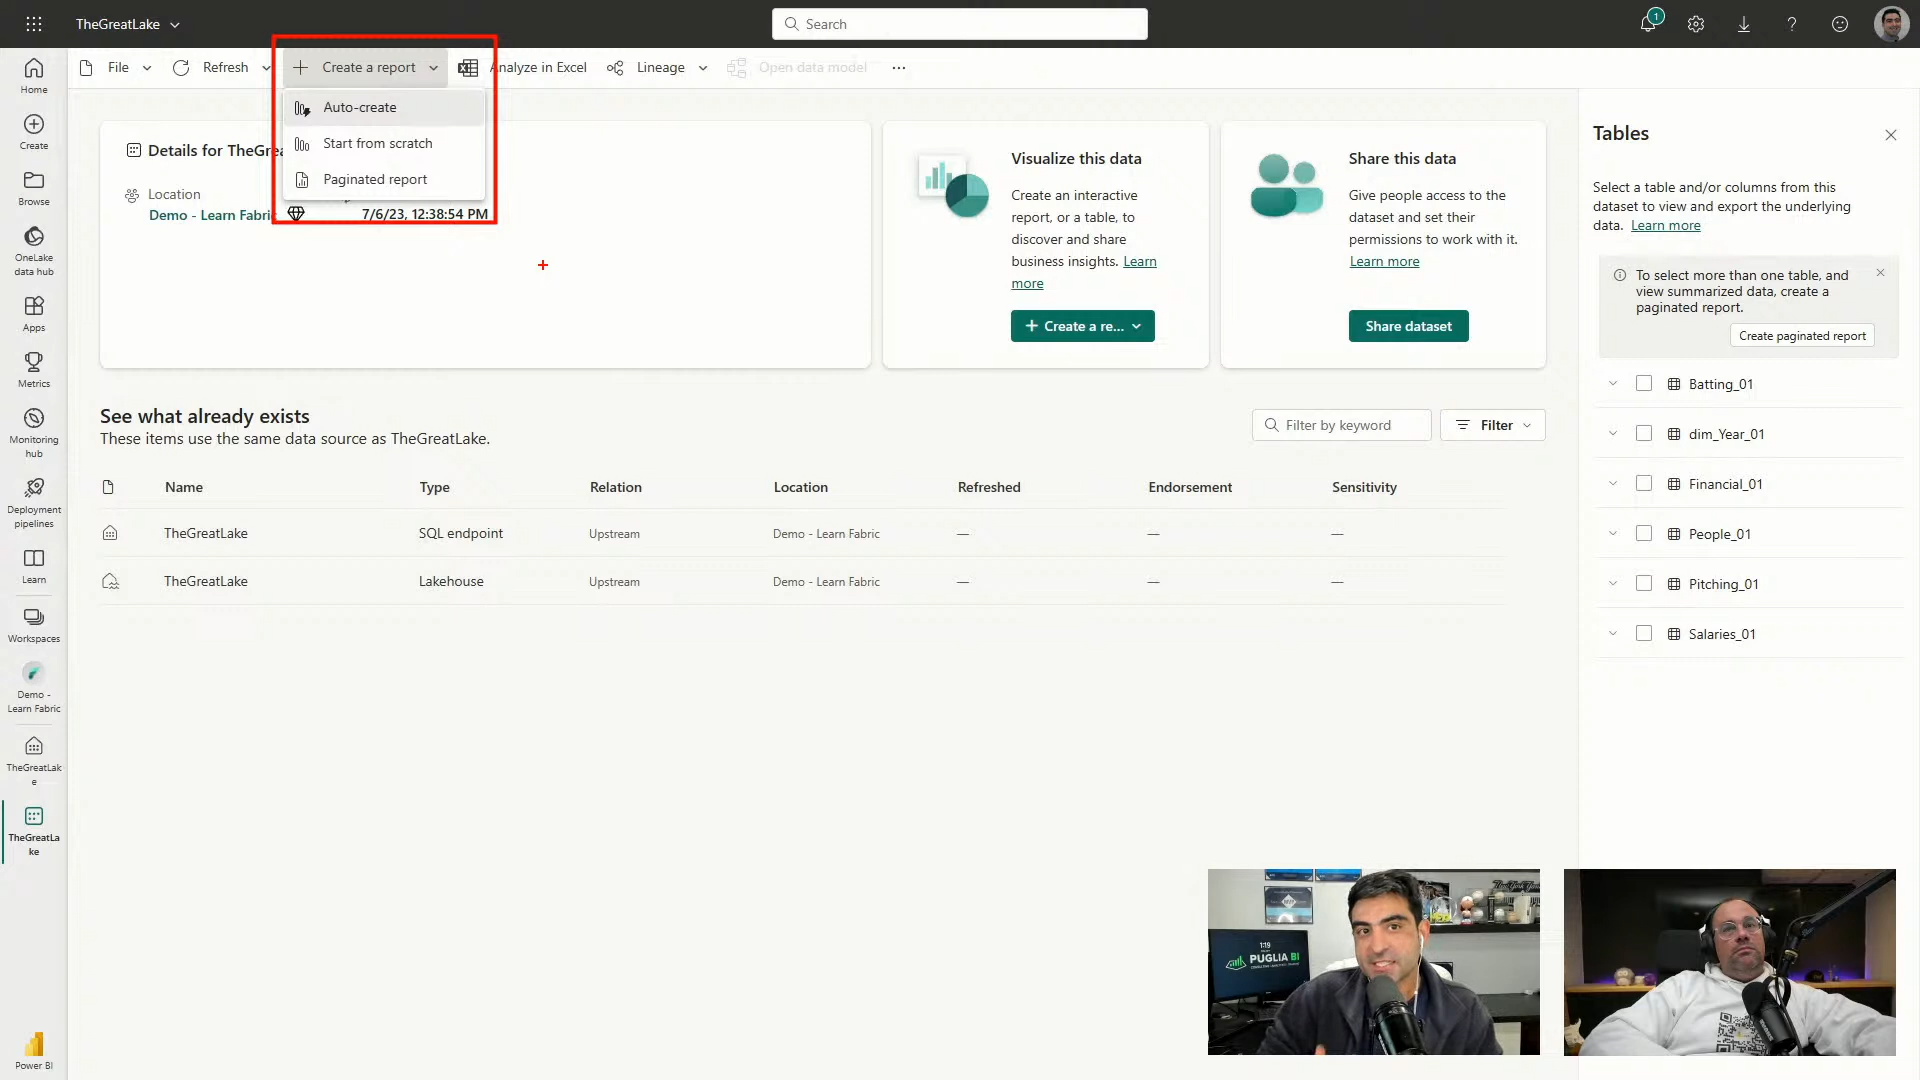 TheGreatLake
Search
1
File
Refresh
Create a report
Analyze in Excel
Lineage
Open data model
Auto-create
Start from scratch
Paginated report
Home
Create
Browse
OneLake
data hub
Apps
Metrics
Monitoring
hub
Deployment
pipelines
Learn
Workspaces
Demo -
Learn Fabric
TheGreatLak
e
TheGreatLa
ke
Power BI
Details for TheGrea
Location
Demo - Learn Fabric
7/6/23, 12:38:54 PM
Visualize this data
Create an interactive
report, or a table, to
discover and share
business insights. Learn
more
Create a re...
Share this data
Give people access to the
dataset and set their
permissions to work with it.
Learn more
Share dataset
See what already exists
These items use the same data source as TheGreatLake.
Filter by keyword
Filter
Name Type Relation Location Refreshed Endorsement Sensitivity
TheGreatLake SQL endpoint Upstream Demo - Learn Fabric — — —
TheGreatLake Lakehouse Upstream Demo - Learn Fabric — — —
Tables
Select a table and/or columns from this
dataset to view and export the underlying
data. Learn more
To select more than one table, and
view summarized data, create a
paginated report.
Create paginated report
Batting_01
dim_Year_01
Financial_01
People_01
Pitching_01
Salaries_01
1:19
PUGLIA BI